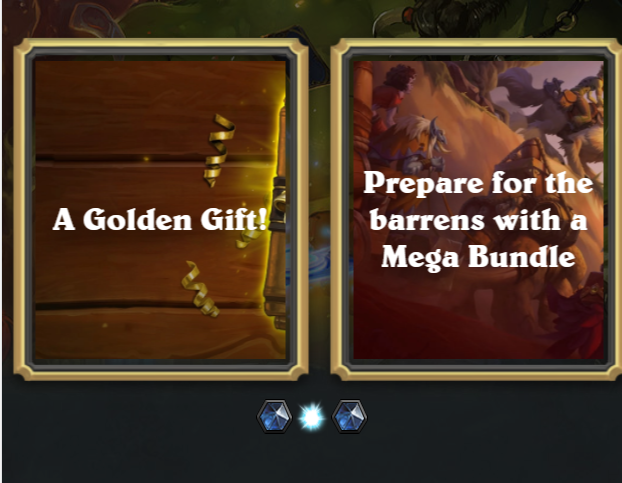 A Golden Gift!
Prepare for the
barrens with a
Mega Bundle